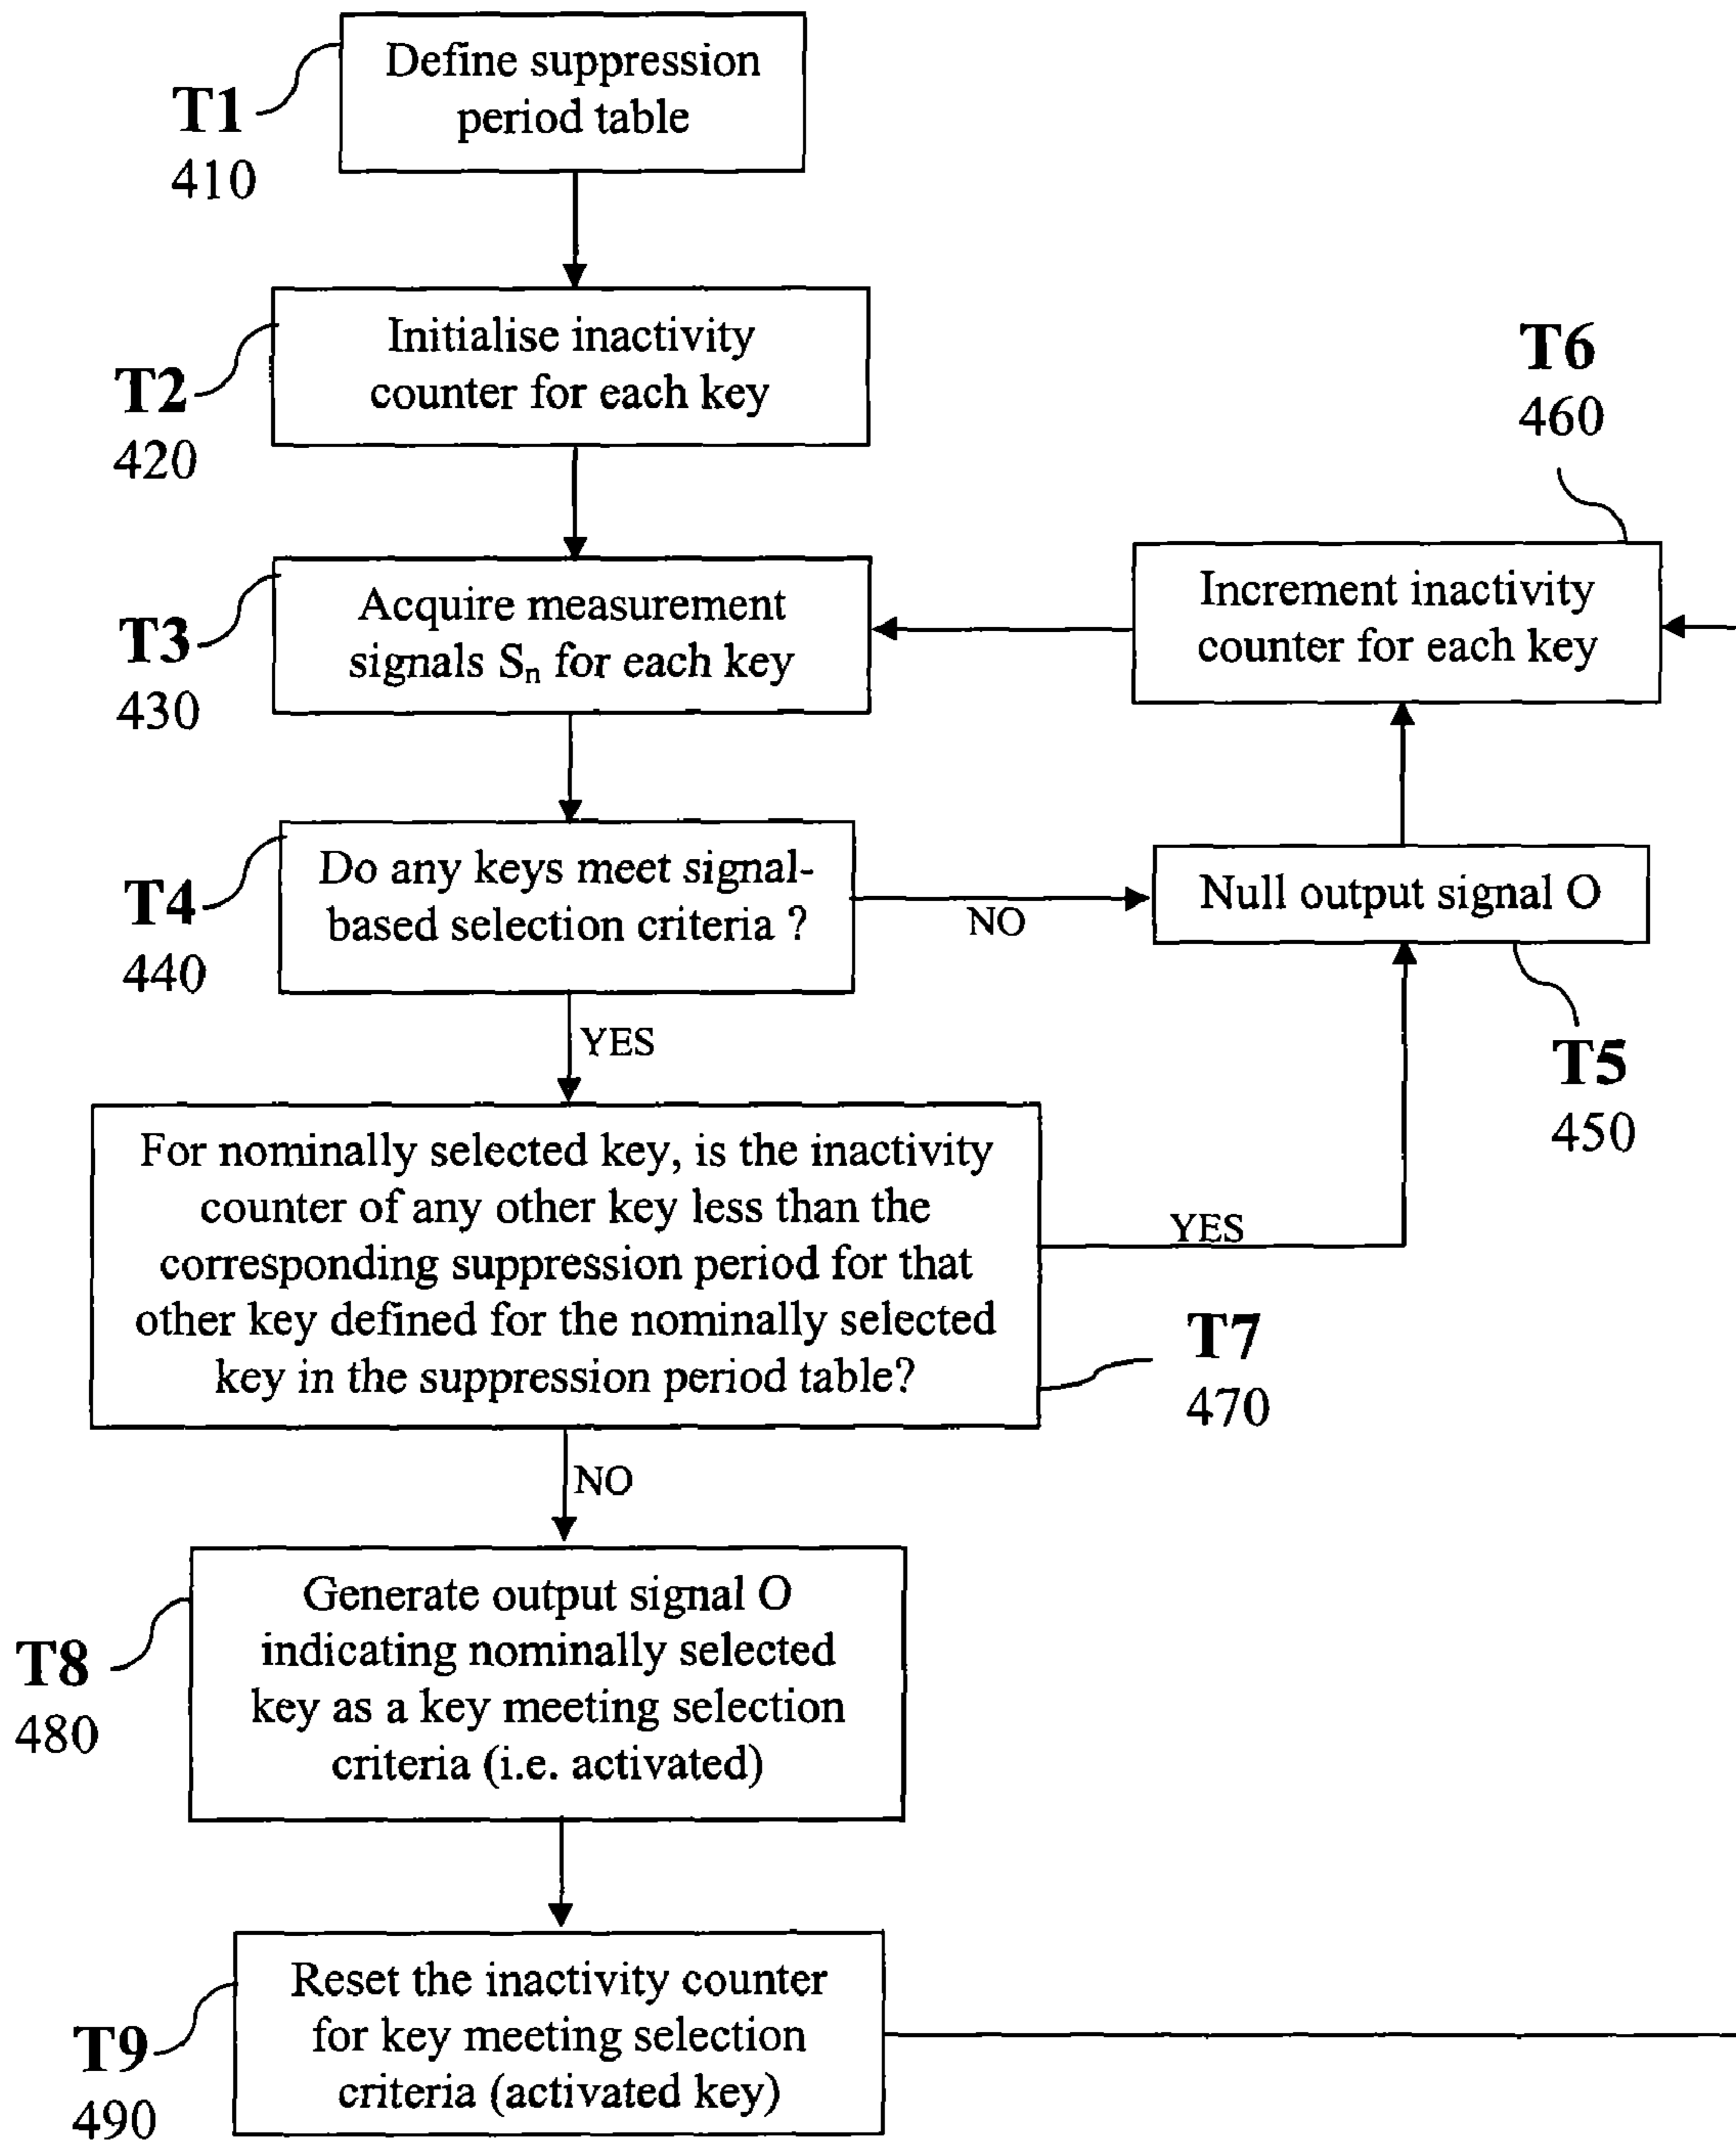 Define suppression
period table
T1
410
Initialise inactivity
counter for each key
T2
420
T6
460
Acquire measurement
signals Sn for each key
T3
430
Increment inactivity
counter for each key
Do any keys meet signal-
based selection criteria ?
T4
440
NO
Null output signal O
T5
450
YES
For nominally selected key, is the inactivity
counter of any other key less than the
corresponding suppression period for that
other key defined for the nominally selected
key in the suppression period table?
YES
T7
470
NO
Generate output signal O
indicating nominally selected
key as a key meeting selection
criteria (i.e. activated)
T8
480
Reset the inactivity counter
for key meeting selection
criteria (activated key)
T9
490